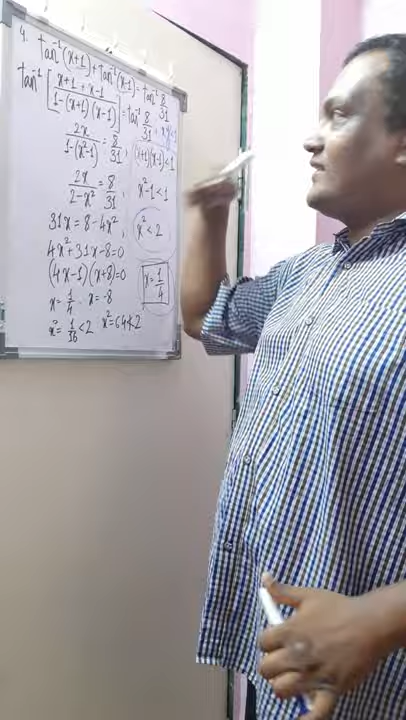 4. tan⁻¹(x+1) + tan⁻¹(x-1) = tan⁻¹ 8/31
tan⁻¹ [ (x+1+x-1) / (1-(x+1)(x-1)) ] = tan⁻¹ 8/31, xy<1
2x / (1-(x²-1)) = 8/31, (x+1)(x-1)<1
2x / (2-x²) = 8/31, x²-1<1
31x = 8-4x², x²<2
4x²+31x-8=0
(4x-1)(x+8)=0
x = 1/4, x = -8 x = 1/4
x² = 1/16 < 2 x² = 64 < 2